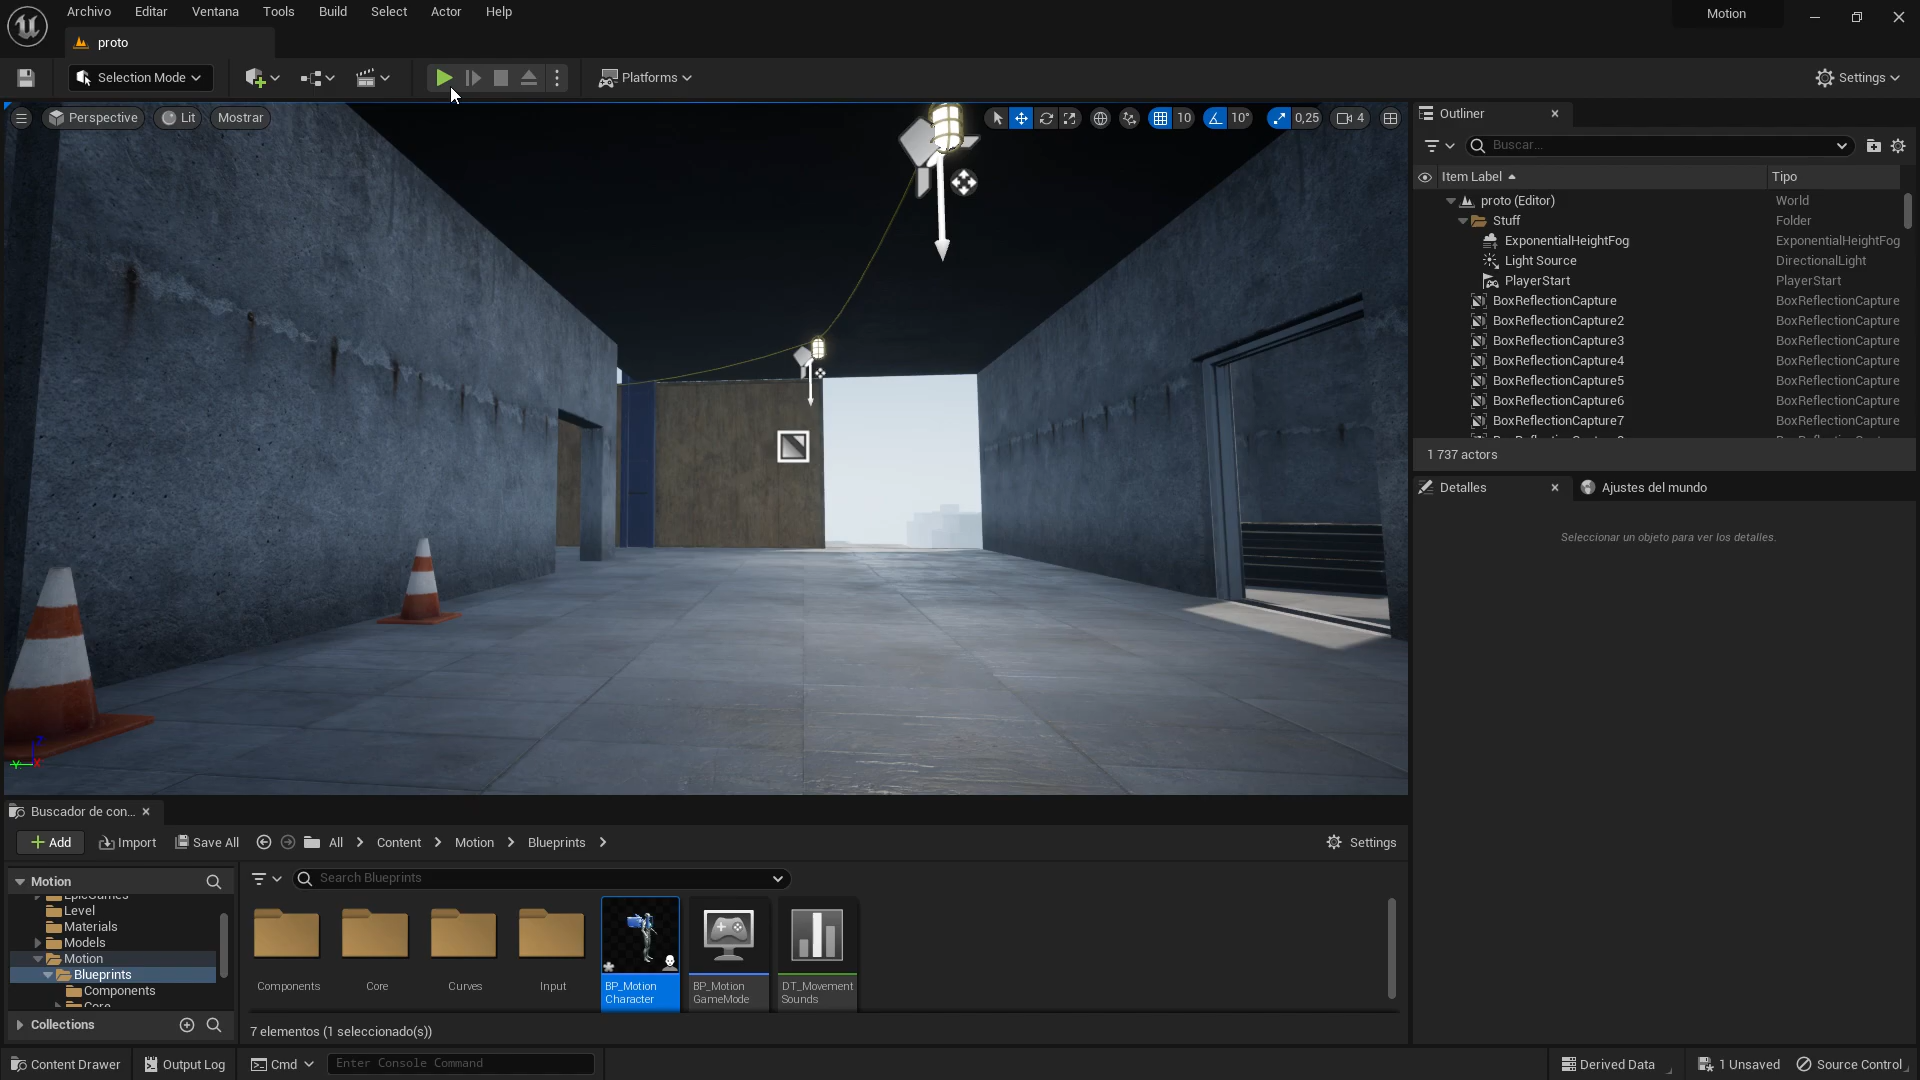 Archivo Editar Ventana Tools Build Select Actor Help
Motion
proto
Selection Mode
Platforms
Settings
Perspective Lit Mostrar
10 10° 0,25 4
Outliner
Buscar...
Item Label Tipo
proto (Editor) World
Stuff Folder
ExponentialHeightFog ExponentialHeightFog
Light Source DirectionalLight
PlayerStart PlayerStart
BoxReflectionCapture BoxReflectionCapture
BoxReflectionCapture2 BoxReflectionCapture
BoxReflectionCapture3 BoxReflectionCapture
BoxReflectionCapture4 BoxReflectionCapture
BoxReflectionCapture5 BoxReflectionCapture
BoxReflectionCapture6 BoxReflectionCapture
BoxReflectionCapture7 BoxReflectionCapture
1 737 actors
Detalles Ajustes del mundo
Seleccionar un objeto para ver los detalles.
Buscador de con...
Add Import Save All All Content Motion Blueprints Settings
Motion
EpicGames
Level
Materials
Models
Motion
Blueprints
Components
Core
Collections
Search Blueprints
Components
Core
Curves
Input
BP_Motion
Character
BP_Motion
GameMode
DT_Movement
Sounds
7 elementos (1 seleccionado(s))
Content Drawer Output Log Cmd Enter Console Command Derived Data 1 Unsaved Source Control